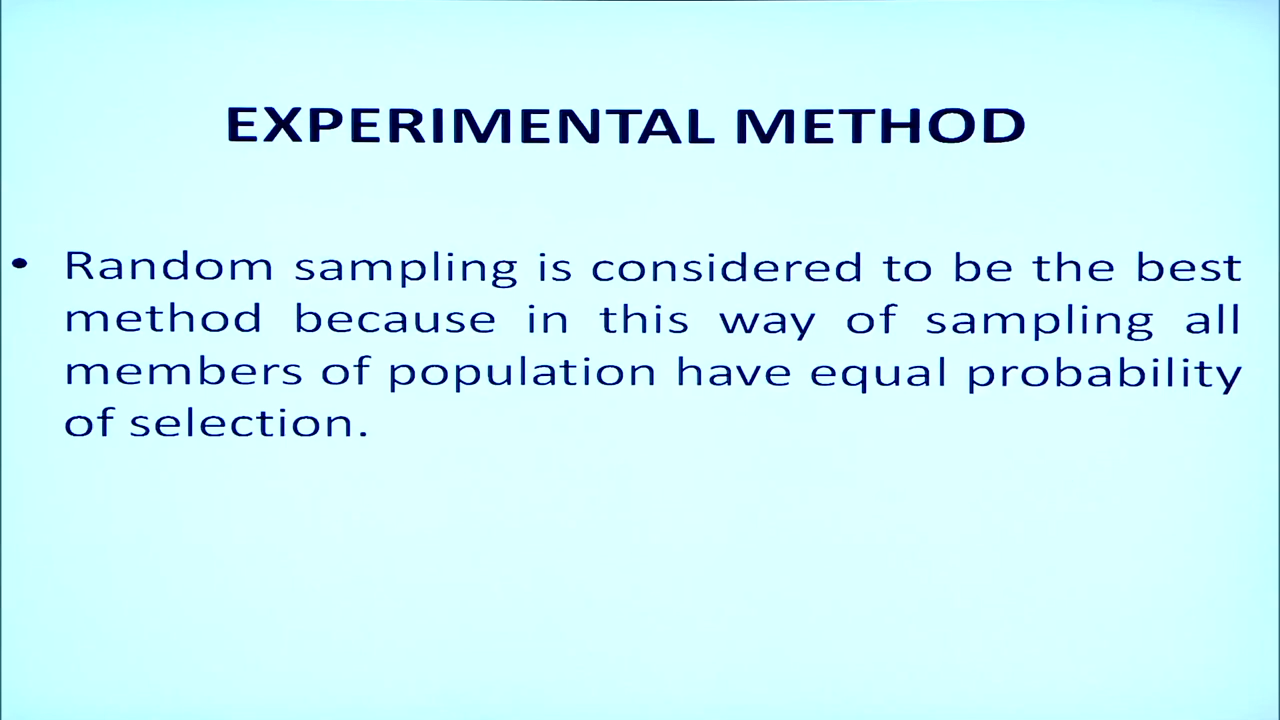 EXPERIMENTAL METHOD
• Random sampling is considered to be the best
method because in this way of sampling all
members of population have equal probability
of selection.